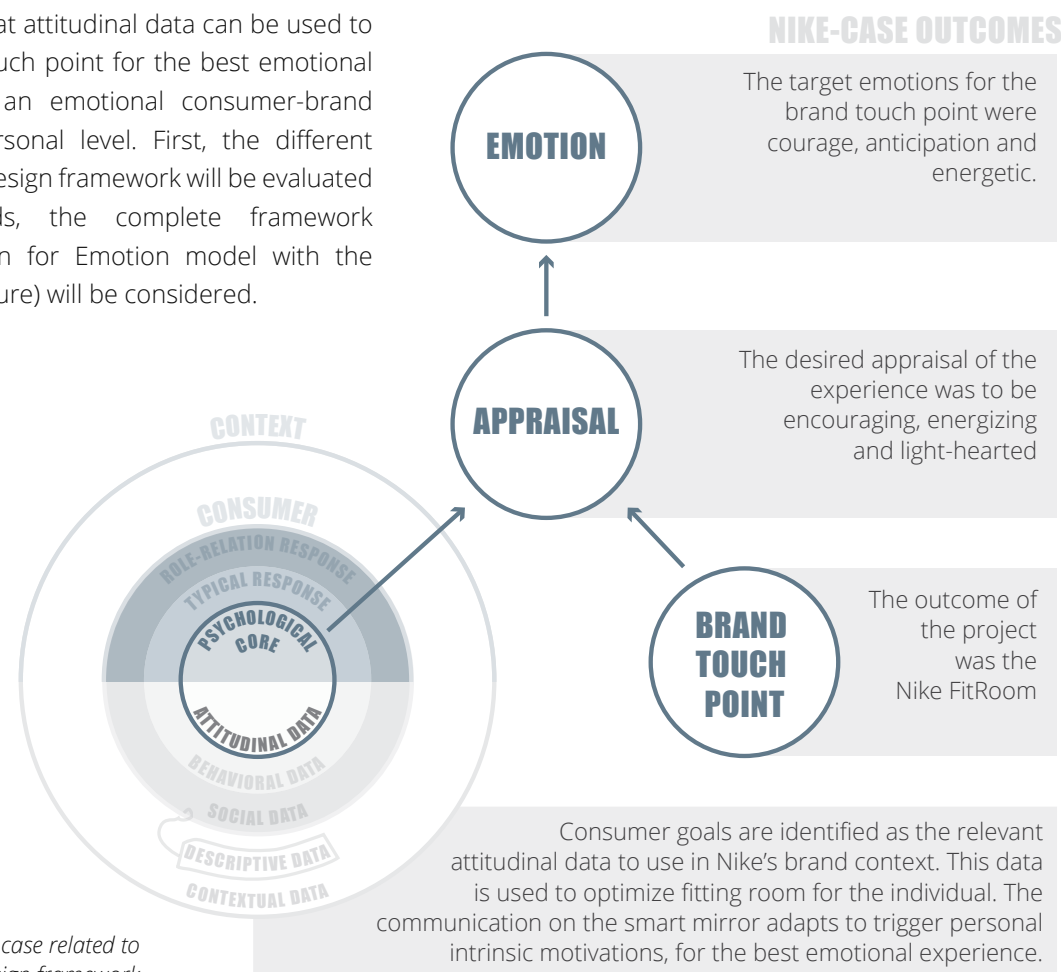 at attitudinal data can be used to
uch point for the best emotional
an emotional consumer-brand
rsonal level. First, the different
esign framework will be evaluated
ds, the complete framework
n for Emotion model with the
ure) will be considered.
NIKE-CASE OUTCOMES
EMOTION
The target emotions for the
brand touch point were
courage, anticipation and
energetic.
APPRAISAL
The desired appraisal of the
experience was to be
encouraging, energizing
and light-hearted
CONTEXT
CONSUMER
ROLE-RELATION RESPONSE
TYPICAL RESPONSE
PSYCHOLOGICAL
CORE
ATTITUDINAL DATA
BEHAVIORAL DATA
SOCIAL DATA
DESCRIPTIVE DATA
CONTEXTUAL DATA
BRAND
TOUCH
POINT
The outcome of
the project
was the
Nike FitRoom
Consumer goals are identified as the relevant
attitudinal data to use in Nike's brand context. This data
is used to optimize fitting room for the individual. The
communication on the smart mirror adapts to trigger personal
intrinsic motivations, for the best emotional experience.
case related to
sign framework